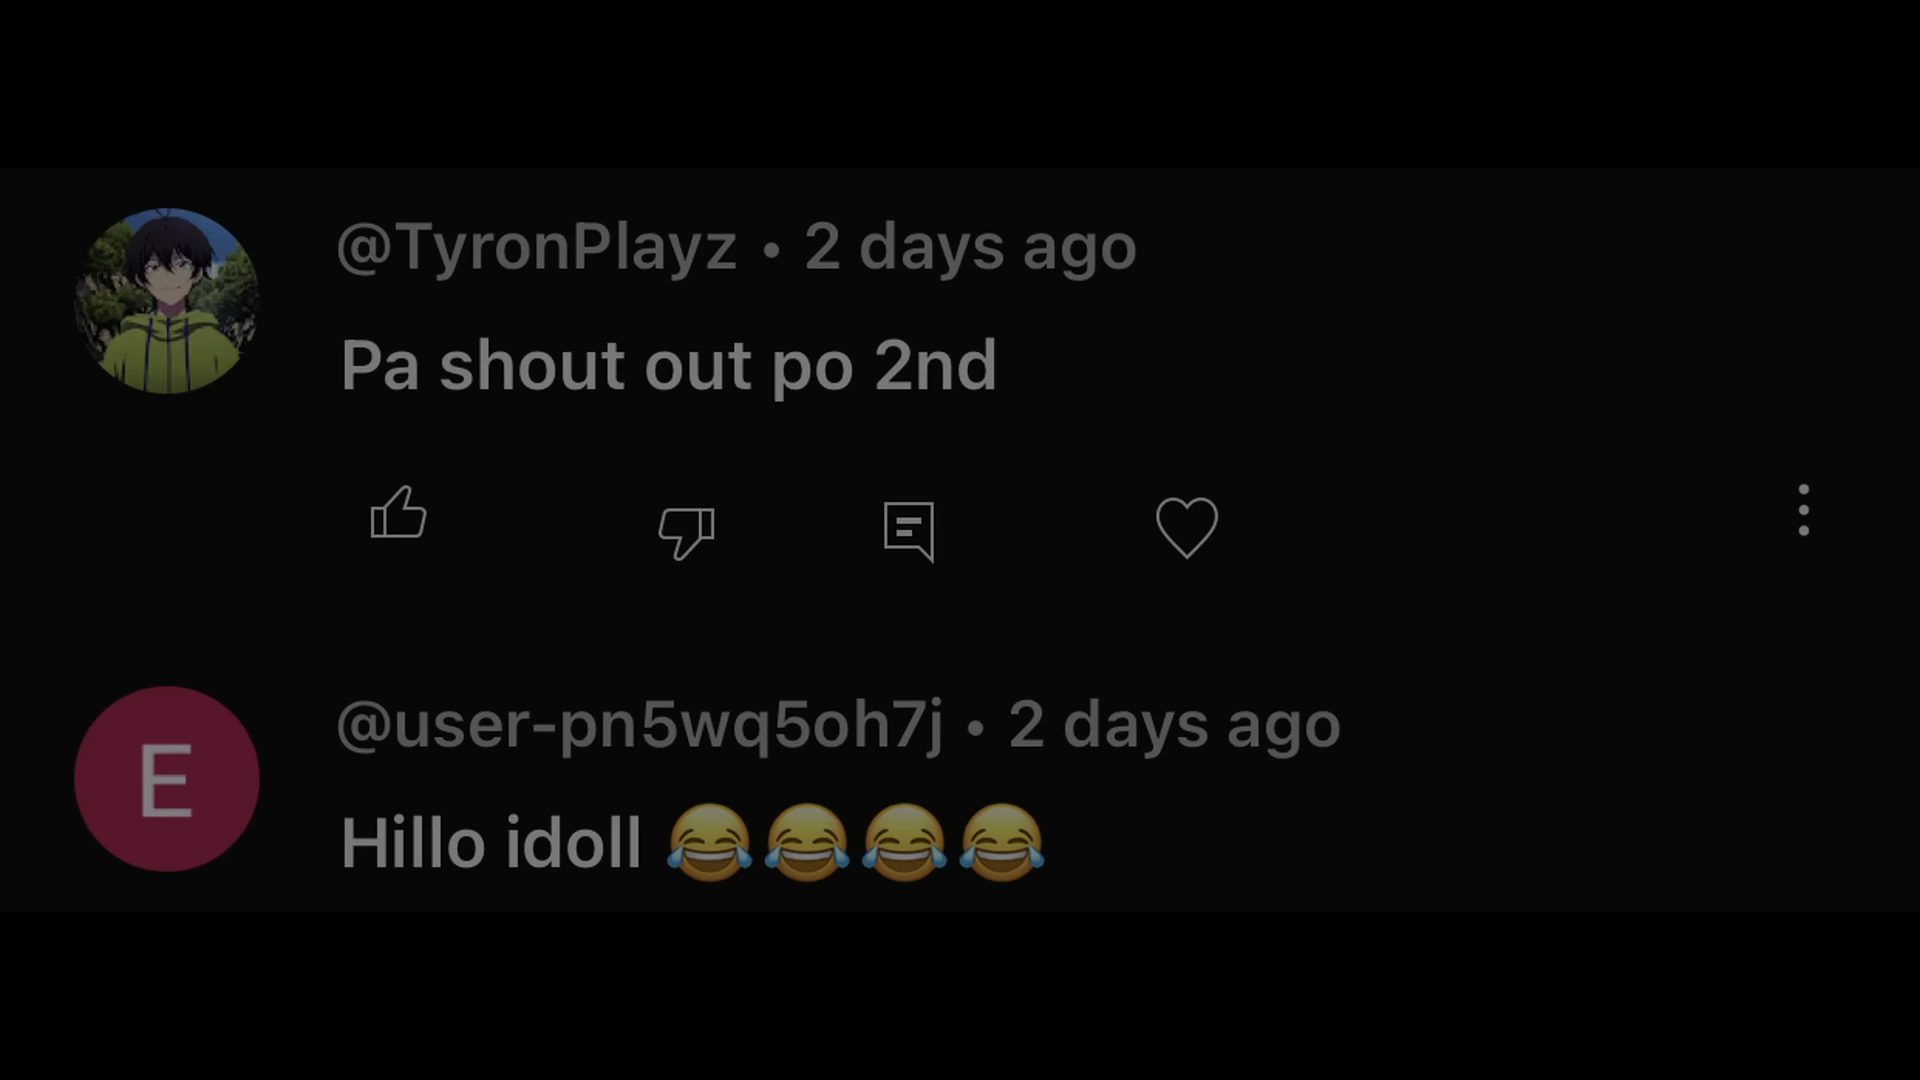 @TyronPlayz • 2 days ago
Pa shout out po 2nd
E
@user-pn5wq5oh7j • 2 days ago
Hillo idoll 😂😂😂😂